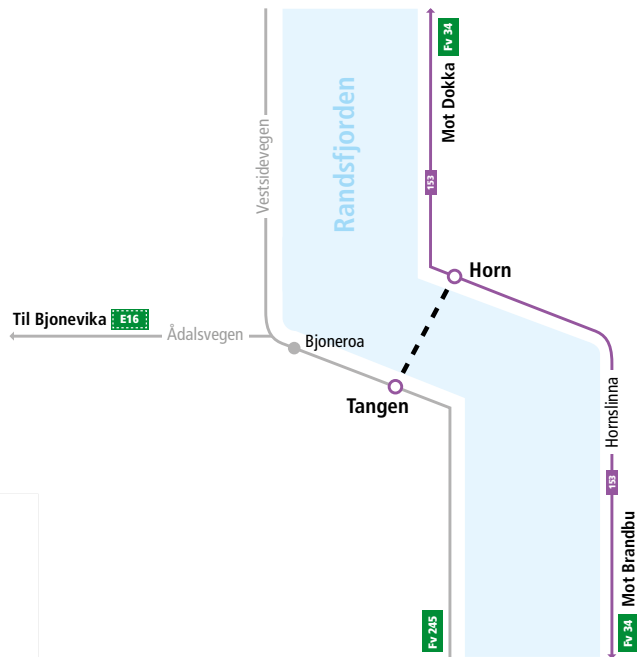 Fv 34
Mot Dokka
Randsfjorden
Vestsidevegen
153
Horn
Til Bjonevika E16
Ådalsvegen
Bjoneroa
Tangen
Hornslinna
153
Mot Brandbu
Fv 245
Fv 34